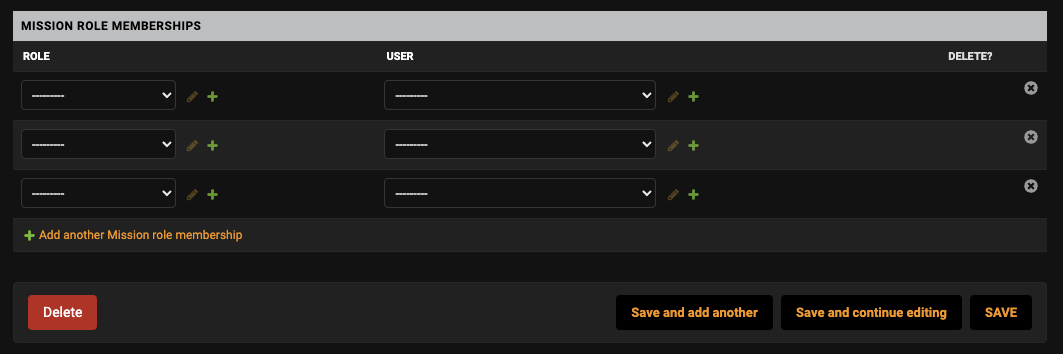 MISSION ROLE MEMBERSHIPS
ROLE USER DELETE?
--------- ---------
--------- ---------
--------- ---------
Add another Mission role membership
Delete Save and add another Save and continue editing SAVE